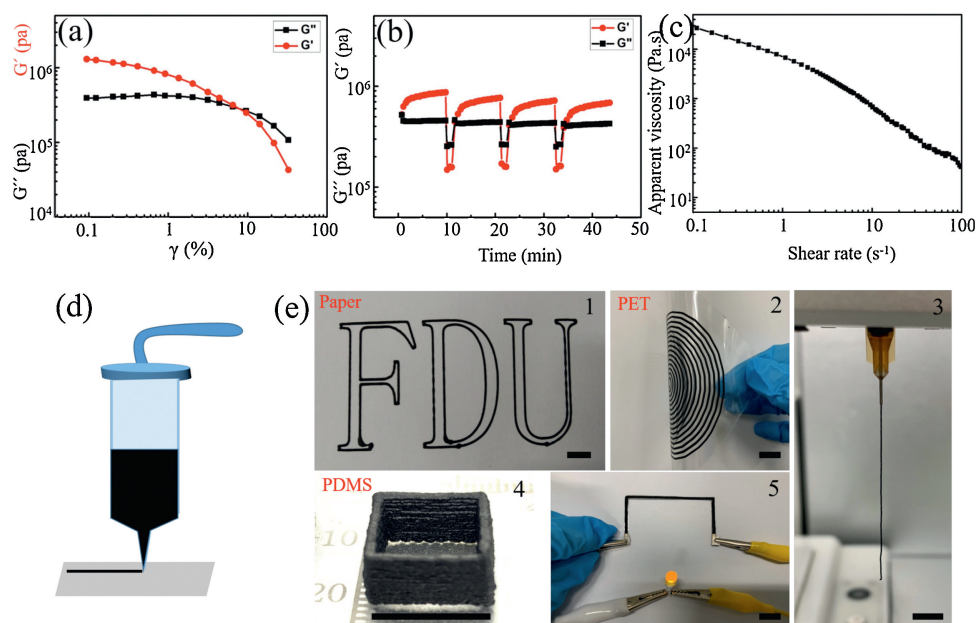 (a)
G"
G'
G′ (pa)
G′′ (pa)
10⁶
10⁵
10⁴
0.1 1 10 100
γ (%)
(b)
G'
G"
G′ (pa)
G′′ (pa)
10⁶
10⁵
0 10 20 30 40 50
Time (min)
(c)
Apparent viscosity (Pa.s)
10⁴
10³
10²
10¹
0.1 1 10 100
Shear rate (s⁻¹)
(d)
(e)
Paper
1
FDU
PET
2
3
PDMS
4
10
20
5